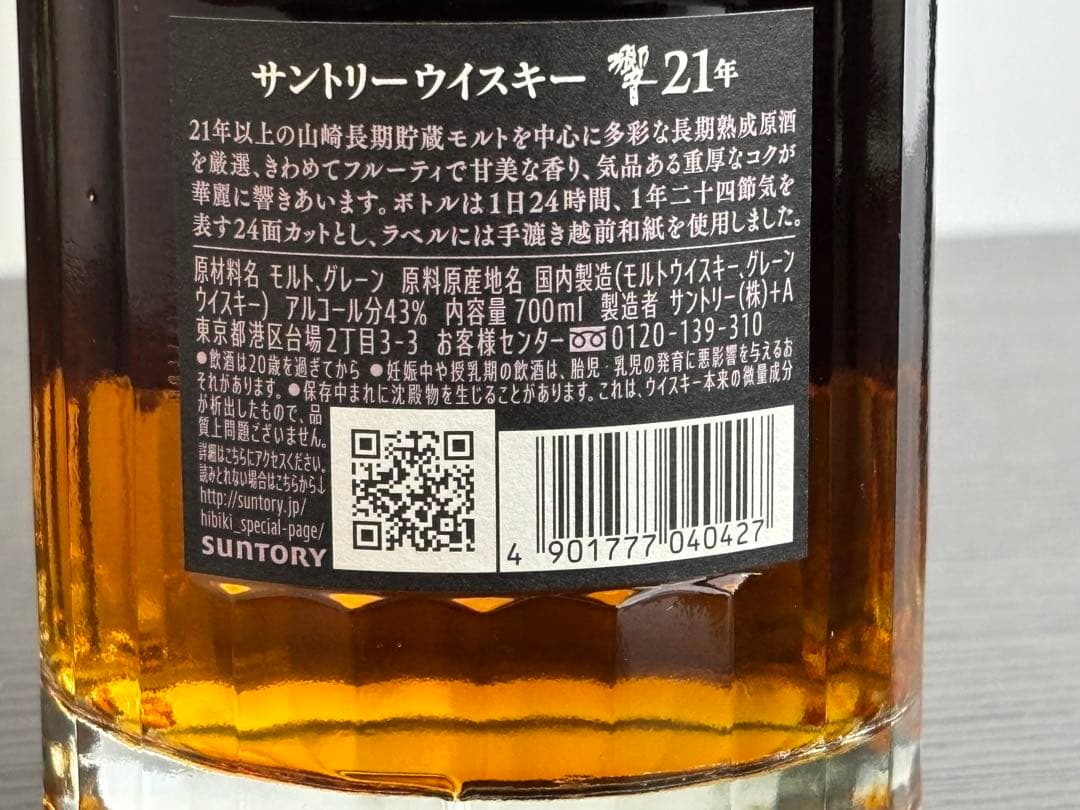 サントリーウイスキー 響 21年
21年以上の山崎長期貯蔵モルトを中心に多彩な長期熟成原酒
を厳選、きわめてフルーティで甘美な香り、気品ある重厚なコクが
華麗に響きあいます。ボトルは1日24時間、1年二十四節気を
表す24面カットとし、ラベルには手漉き越前和紙を使用しました。
原材料名 モルト、グレーン 原料原産地名 国内製造(モルトウイスキー、グレーン
ウイスキー) アルコール分43% 内容量700ml 製造者 サントリー(株)+A
東京都港区台場2丁目3-3 お客様センター 0120-139-310
●飲酒は20歳を過ぎてから ●妊娠中や授乳期の飲酒は、胎児・乳児の発育に悪影響を与えるお
それがあります。●保存中まれに沈殿物を生じることがあります。これは、ウイスキー本来の微量成分
が析出したもので、品
質上問題ございません。
詳細はこちらにアクセスください。
読みとれない場合はこちらから↓
http://suntory.jp/
hibiki_special-page/
SUNTORY
4 901777 040427